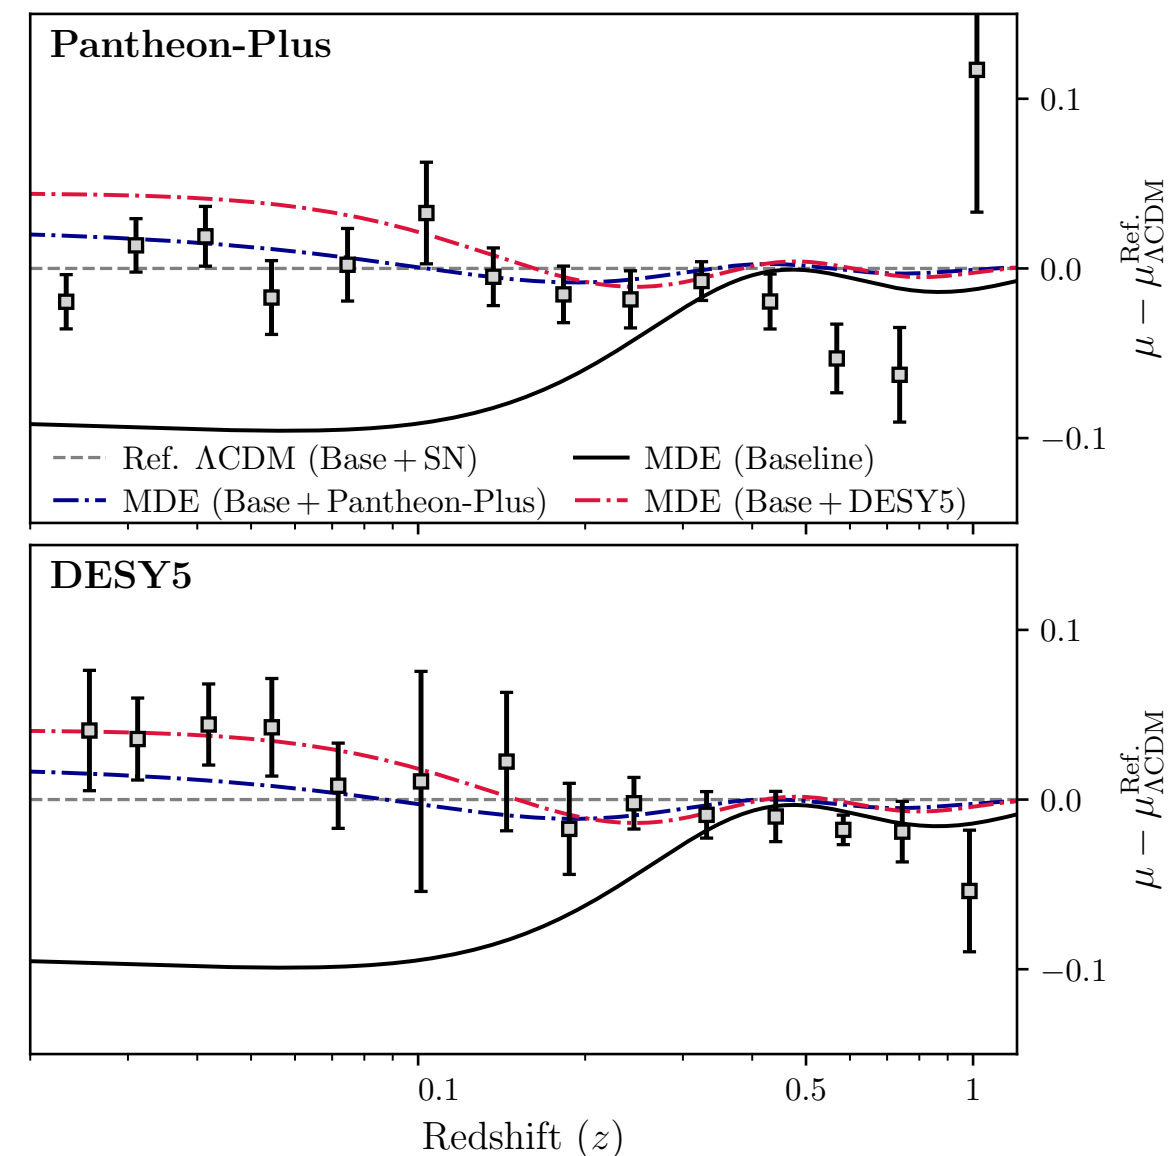 Pantheon-Plus
0.1
0.0
−0.1
μ − μ^Ref._ΛCDM
Ref. ΛCDM (Base + SN)
MDE (Baseline)
MDE (Base + Pantheon-Plus)
MDE (Base + DESY5)
DESY5
0.1
0.0
−0.1
μ − μ^Ref._ΛCDM
0.1
0.5
1
Redshift (z)